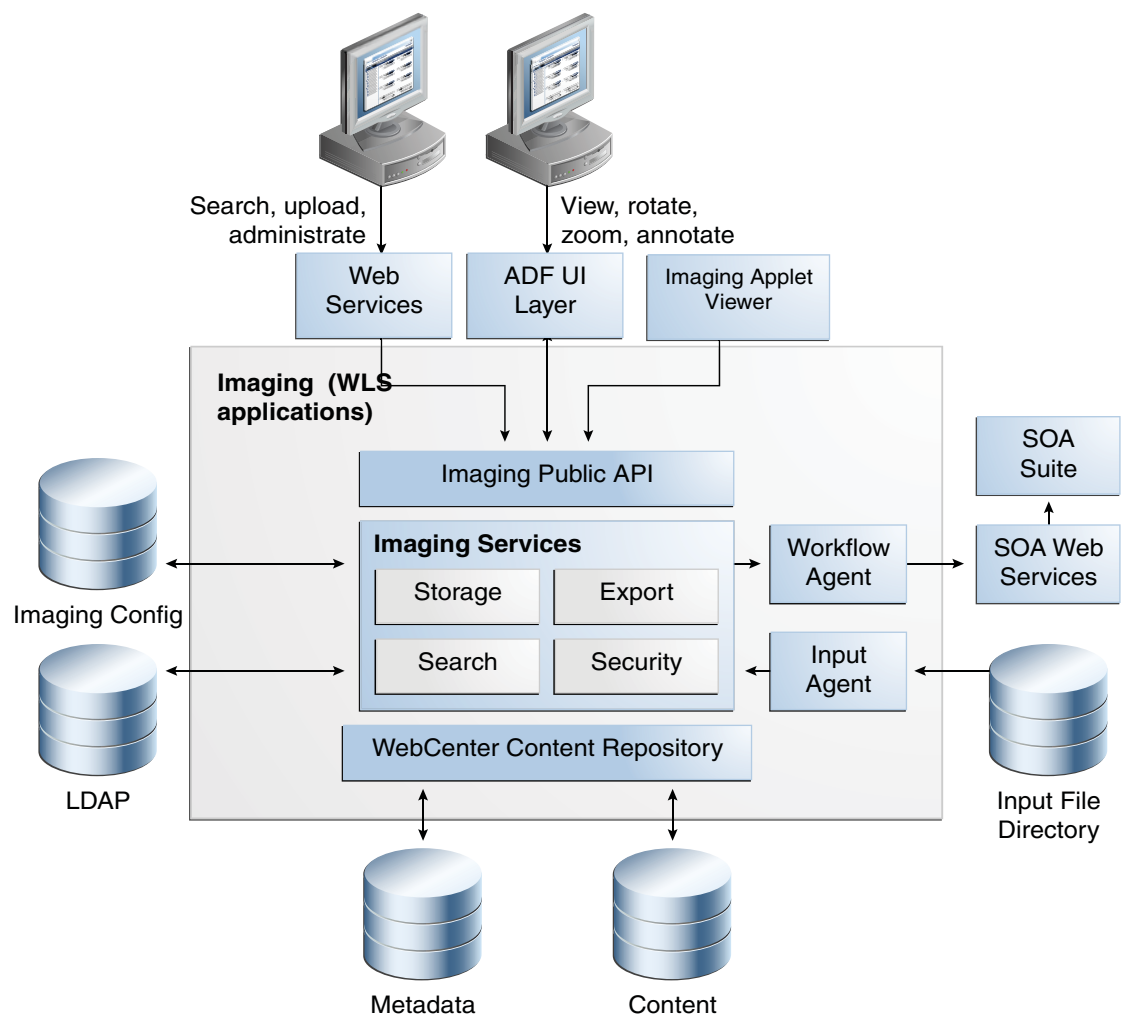 Search, upload,
administrate
View, rotate,
zoom, annotate
Web
Services
ADF UI
Layer
Imaging Applet
Viewer
Imaging (WLS
applications)
Imaging Public API
SOA
Suite
Imaging Services
Storage
Export
Search
Security
Workflow
Agent
SOA Web
Services
Input
Agent
Imaging Config
LDAP
WebCenter Content Repository
Input File
Directory
Metadata
Content